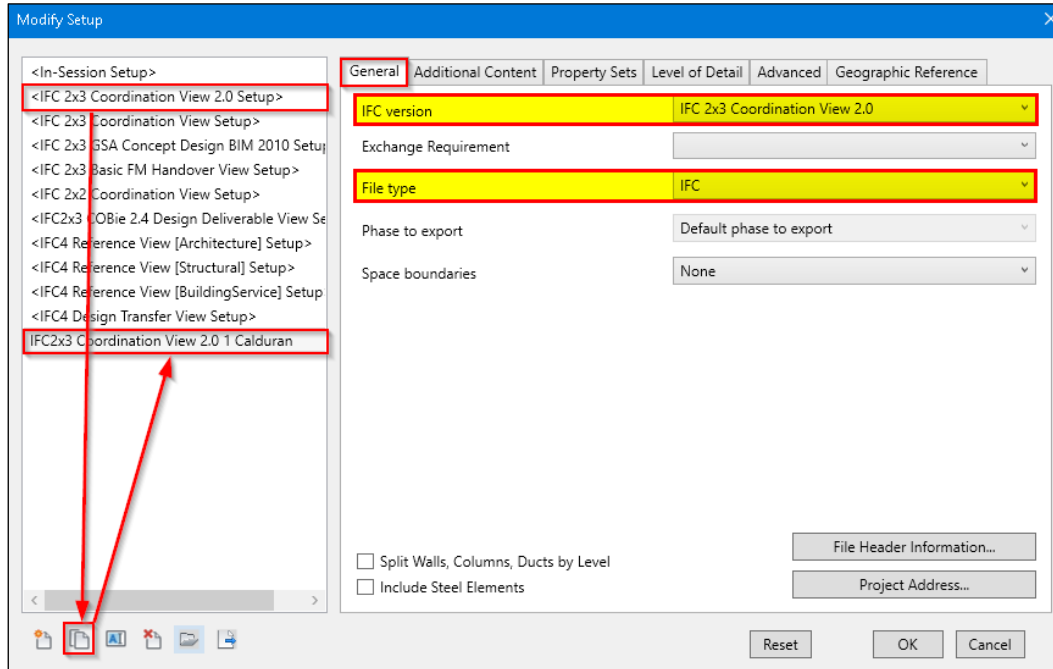 Modify Setup
<In-Session Setup>
<IFC 2x3 Coordination View 2.0 Setup>
<IFC 2x3 Coordination View Setup>
<IFC 2x3 GSA Concept Design BIM 2010 Setup
<IFC 2x3 Basic FM Handover View Setup>
<IFC 2x2 Coordination View Setup>
<IFC2x3 COBie 2.4 Design Deliverable View Se
<IFC4 Reference View [Architecture] Setup>
<IFC4 Reference View [Structural] Setup>
<IFC4 Reference View [BuildingService] Setup
<IFC4 Design Transfer View Setup>
IFC2x3 Coordination View 2.0 1 Calduran
General Additional Content Property Sets Level of Detail Advanced Geographic Reference
IFC version IFC 2x3 Coordination View 2.0
Exchange Requirement
File type IFC
Phase to export Default phase to export
Space boundaries None
Split Walls, Columns, Ducts by Level
Include Steel Elements
File Header Information...
Project Address...
Reset OK Cancel